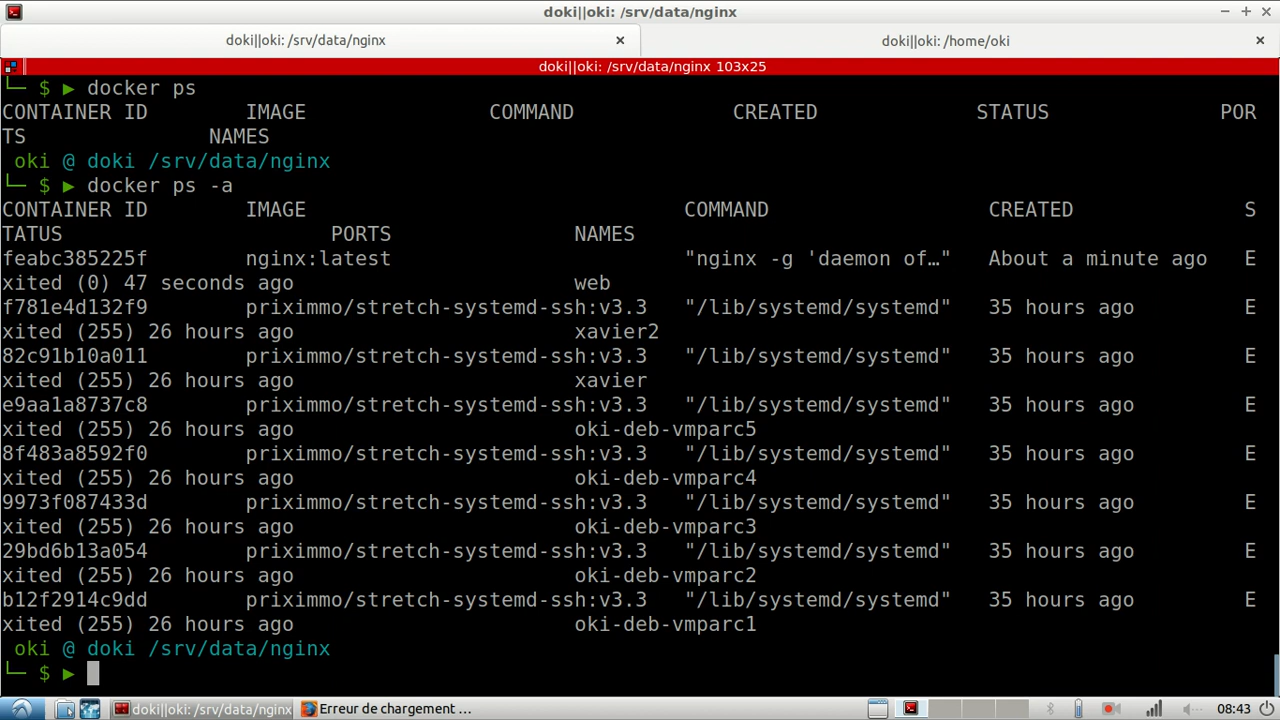 doki||oki: /srv/data/nginx
doki||oki: /srv/data/nginx
doki||oki: /home/oki
doki||oki: /srv/data/nginx 103x25
└─ $ ▶ docker ps
CONTAINER ID        IMAGE               COMMAND             CREATED             STATUS              POR
TS               NAMES
oki @ doki /srv/data/nginx
└─ $ ▶ docker ps -a
CONTAINER ID        IMAGE                               COMMAND                  CREATED              S
TATUS                      PORTS               NAMES
feabc385225f        nginx:latest                        "nginx -g 'daemon of…"   About a minute ago   E
xited (0) 47 seconds ago                       web
f781e4d132f9        priximmo/stretch-systemd-ssh:v3.3   "/lib/systemd/systemd"   35 hours ago         E
xited (255) 26 hours ago                       xavier2
82c91b10a011        priximmo/stretch-systemd-ssh:v3.3   "/lib/systemd/systemd"   35 hours ago         E
xited (255) 26 hours ago                       xavier
e9aa1a8737c8        priximmo/stretch-systemd-ssh:v3.3   "/lib/systemd/systemd"   35 hours ago         E
xited (255) 26 hours ago                       oki-deb-vmparc5
8f483a8592f0        priximmo/stretch-systemd-ssh:v3.3   "/lib/systemd/systemd"   35 hours ago         E
xited (255) 26 hours ago                       oki-deb-vmparc4
9973f087433d        priximmo/stretch-systemd-ssh:v3.3   "/lib/systemd/systemd"   35 hours ago         E
xited (255) 26 hours ago                       oki-deb-vmparc3
29bd6b13a054        priximmo/stretch-systemd-ssh:v3.3   "/lib/systemd/systemd"   35 hours ago         E
xited (255) 26 hours ago                       oki-deb-vmparc2
b12f2914c9dd        priximmo/stretch-systemd-ssh:v3.3   "/lib/systemd/systemd"   35 hours ago         E
xited (255) 26 hours ago                       oki-deb-vmparc1
oki @ doki /srv/data/nginx
└─ $ ▶
doki||oki: /srv/data/nginx
Erreur de chargement ...
08:43